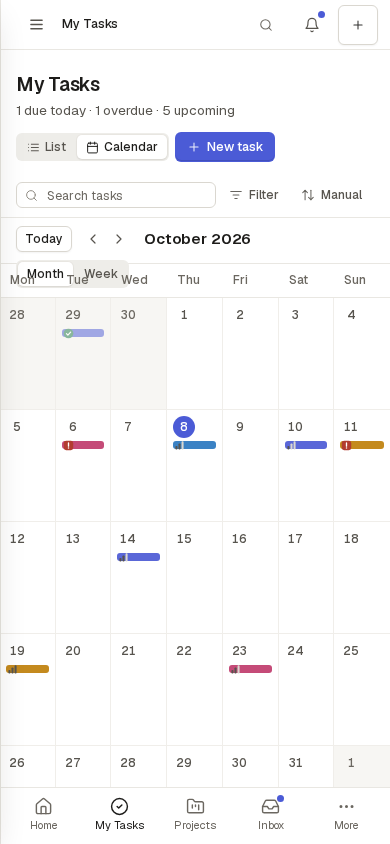 My Tasks
My Tasks
1 due today · 1 overdue · 5 upcoming
List Calendar New task
Search tasks Filter Manual
Today October 2026
Month Week
Mon Tue Wed Thu Fri Sat Sun
28 29 30 1 2 3 4
5 6 7 8 9 10 11
12 13 14 15 16 17 18
19 20 21 22 23 24 25
26 27 28 29 30 31 1
Home My Tasks Projects Inbox More